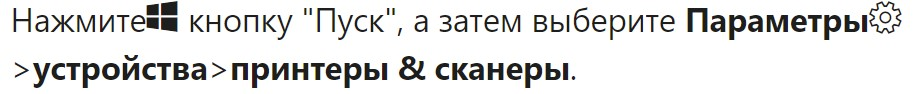 Нажмите кнопку "Пуск", а затем выберите Параметры
>устройства>принтеры & сканеры.